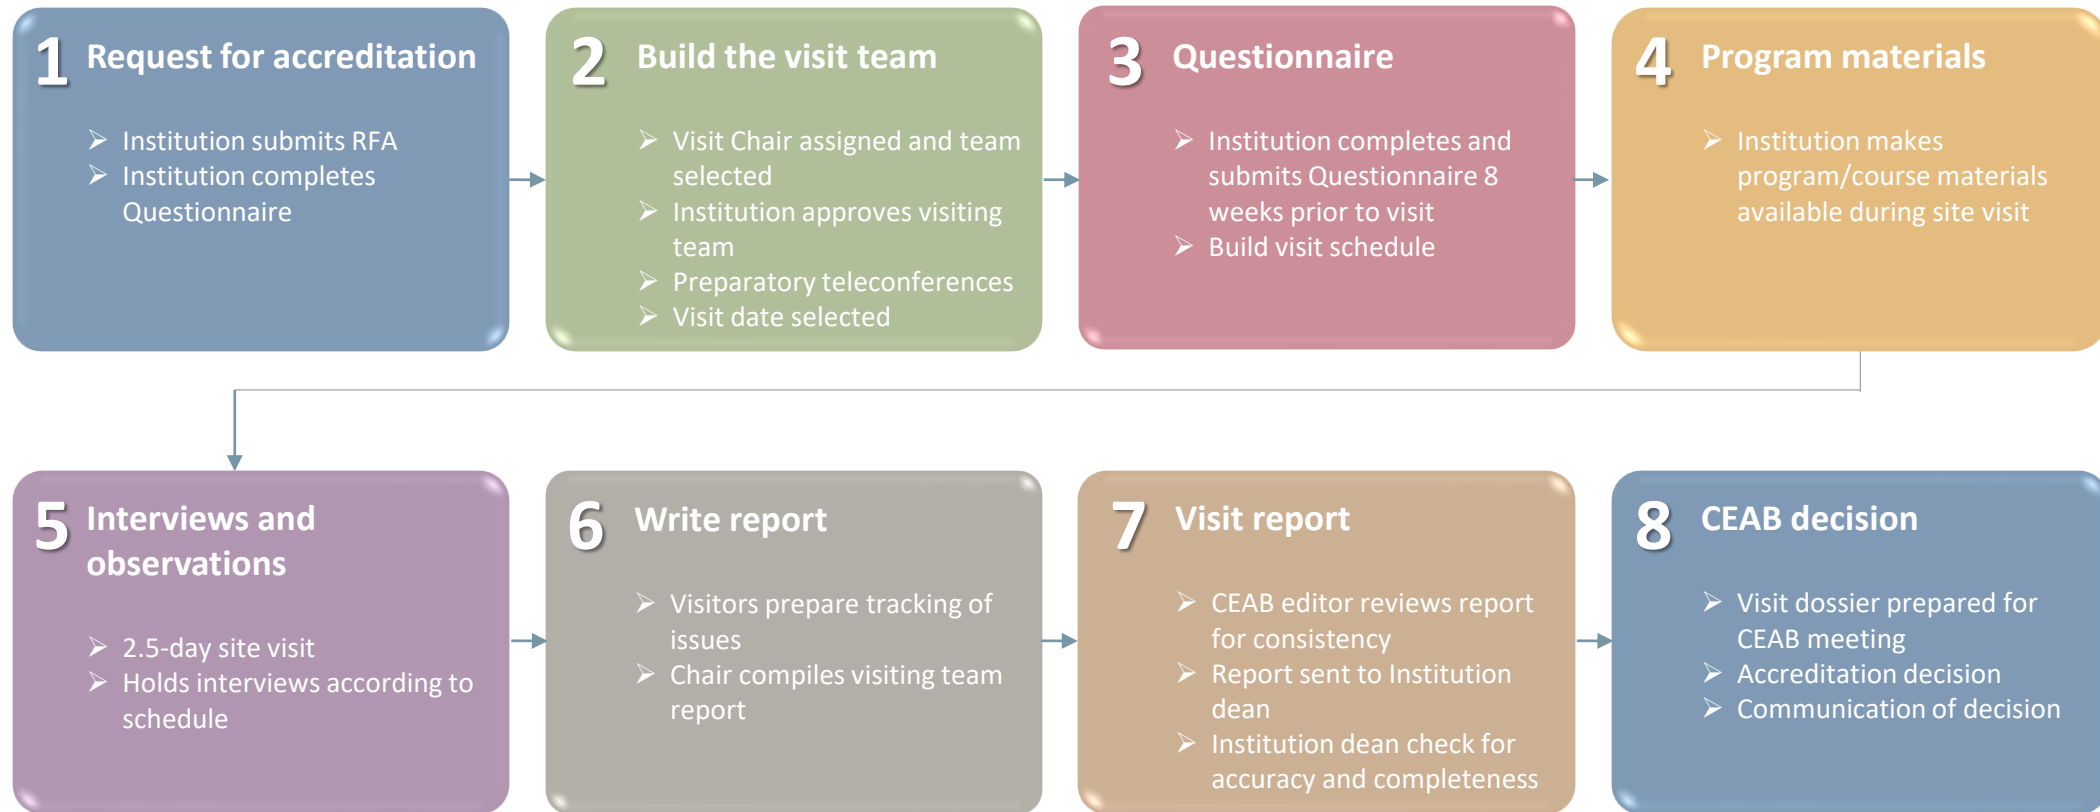 1 Request for accreditation
➢ Institution submits RFA
➢ Institution completes
Questionnaire
2 Build the visit team
➢ Visit Chair assigned and team
selected
➢ Institution approves visiting
team
➢ Preparatory teleconferences
➢ Visit date selected
3 Questionnaire
➢ Institution completes and
submits Questionnaire 8
weeks prior to visit
➢ Build visit schedule
4 Program materials
➢ Institution makes
program/course materials
available during site visit
5 Interviews and
observations
➢ 2.5-day site visit
➢ Holds interviews according to
schedule
6 Write report
➢ Visitors prepare tracking of
issues
➢ Chair compiles visiting team
report
7 Visit report
➢ CEAB editor reviews report
for consistency
➢ Report sent to Institution
dean
➢ Institution dean check for
accuracy and completeness
8 CEAB decision
➢ Visit dossier prepared for
CEAB meeting
➢ Accreditation decision
➢ Communication of decision